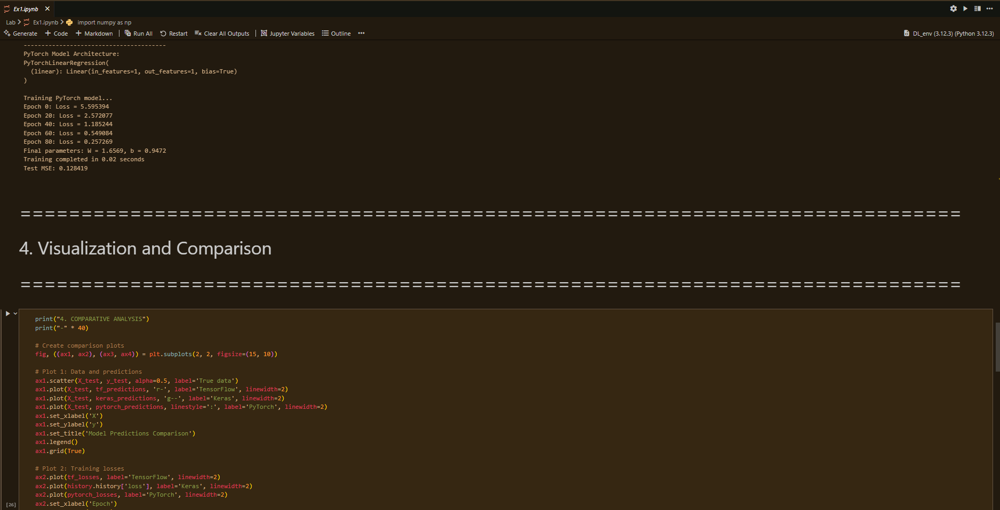 Ex1.ipynb
Lab > Ex1.ipynb > import numpy as np
Generate + Code + Markdown | Run All Restart Clear All Outputs | Jupyter Variables Outline ... DL_env (3.12.3) (Python 3.12.3)
----------------------------------------
PyTorch Model Architecture:
PyTorchLinearRegression(
  (linear): Linear(in_features=1, out_features=1, bias=True)
)
Training PyTorch model...
Epoch 0: Loss = 5.595394
Epoch 20: Loss = 2.572077
Epoch 40: Loss = 1.185244
Epoch 60: Loss = 0.549084
Epoch 80: Loss = 0.257269
Final parameters: W = 1.6569, b = 0.9472
Training completed in 0.02 seconds
Test MSE: 0.128419
=============================================================================
4. Visualization and Comparison
=============================================================================
print("4. COMPARATIVE ANALYSIS")
print("-" * 40)
# Create comparison plots
fig, ((ax1, ax2), (ax3, ax4)) = plt.subplots(2, 2, figsize=(15, 10))
# Plot 1: Data and predictions
ax1.scatter(X_test, y_test, alpha=0.5, label='True data')
ax1.plot(X_test, tf_predictions, 'r-', label='TensorFlow', linewidth=2)
ax1.plot(X_test, keras_predictions, 'g--', label='Keras', linewidth=2)
ax1.plot(X_test, pytorch_predictions, linestyle=':', label='PyTorch', linewidth=2)
ax1.set_xlabel('X')
ax1.set_ylabel('y')
ax1.set_title('Model Predictions Comparison')
ax1.legend()
ax1.grid(True)
# Plot 2: Training losses
ax2.plot(tf_losses, label='TensorFlow', linewidth=2)
ax2.plot(history.history['loss'], label='Keras', linewidth=2)
ax2.plot(pytorch_losses, label='PyTorch', linewidth=2)
ax2.set_xlabel('Epoch')
[26]